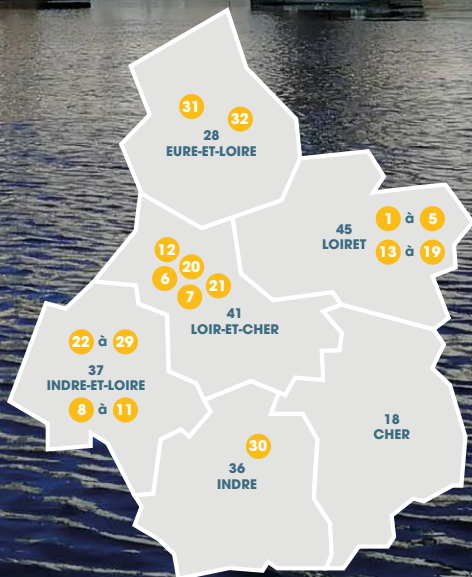 31
32
28
EURE-ET-LOIRE
45
LOIRET
1 à 5
13 à 19
12
20
6
7
21
41
LOIR-ET-CHER
22 à 29
37
INDRE-ET-LOIRE
8 à 11
30
36
INDRE
18
CHER